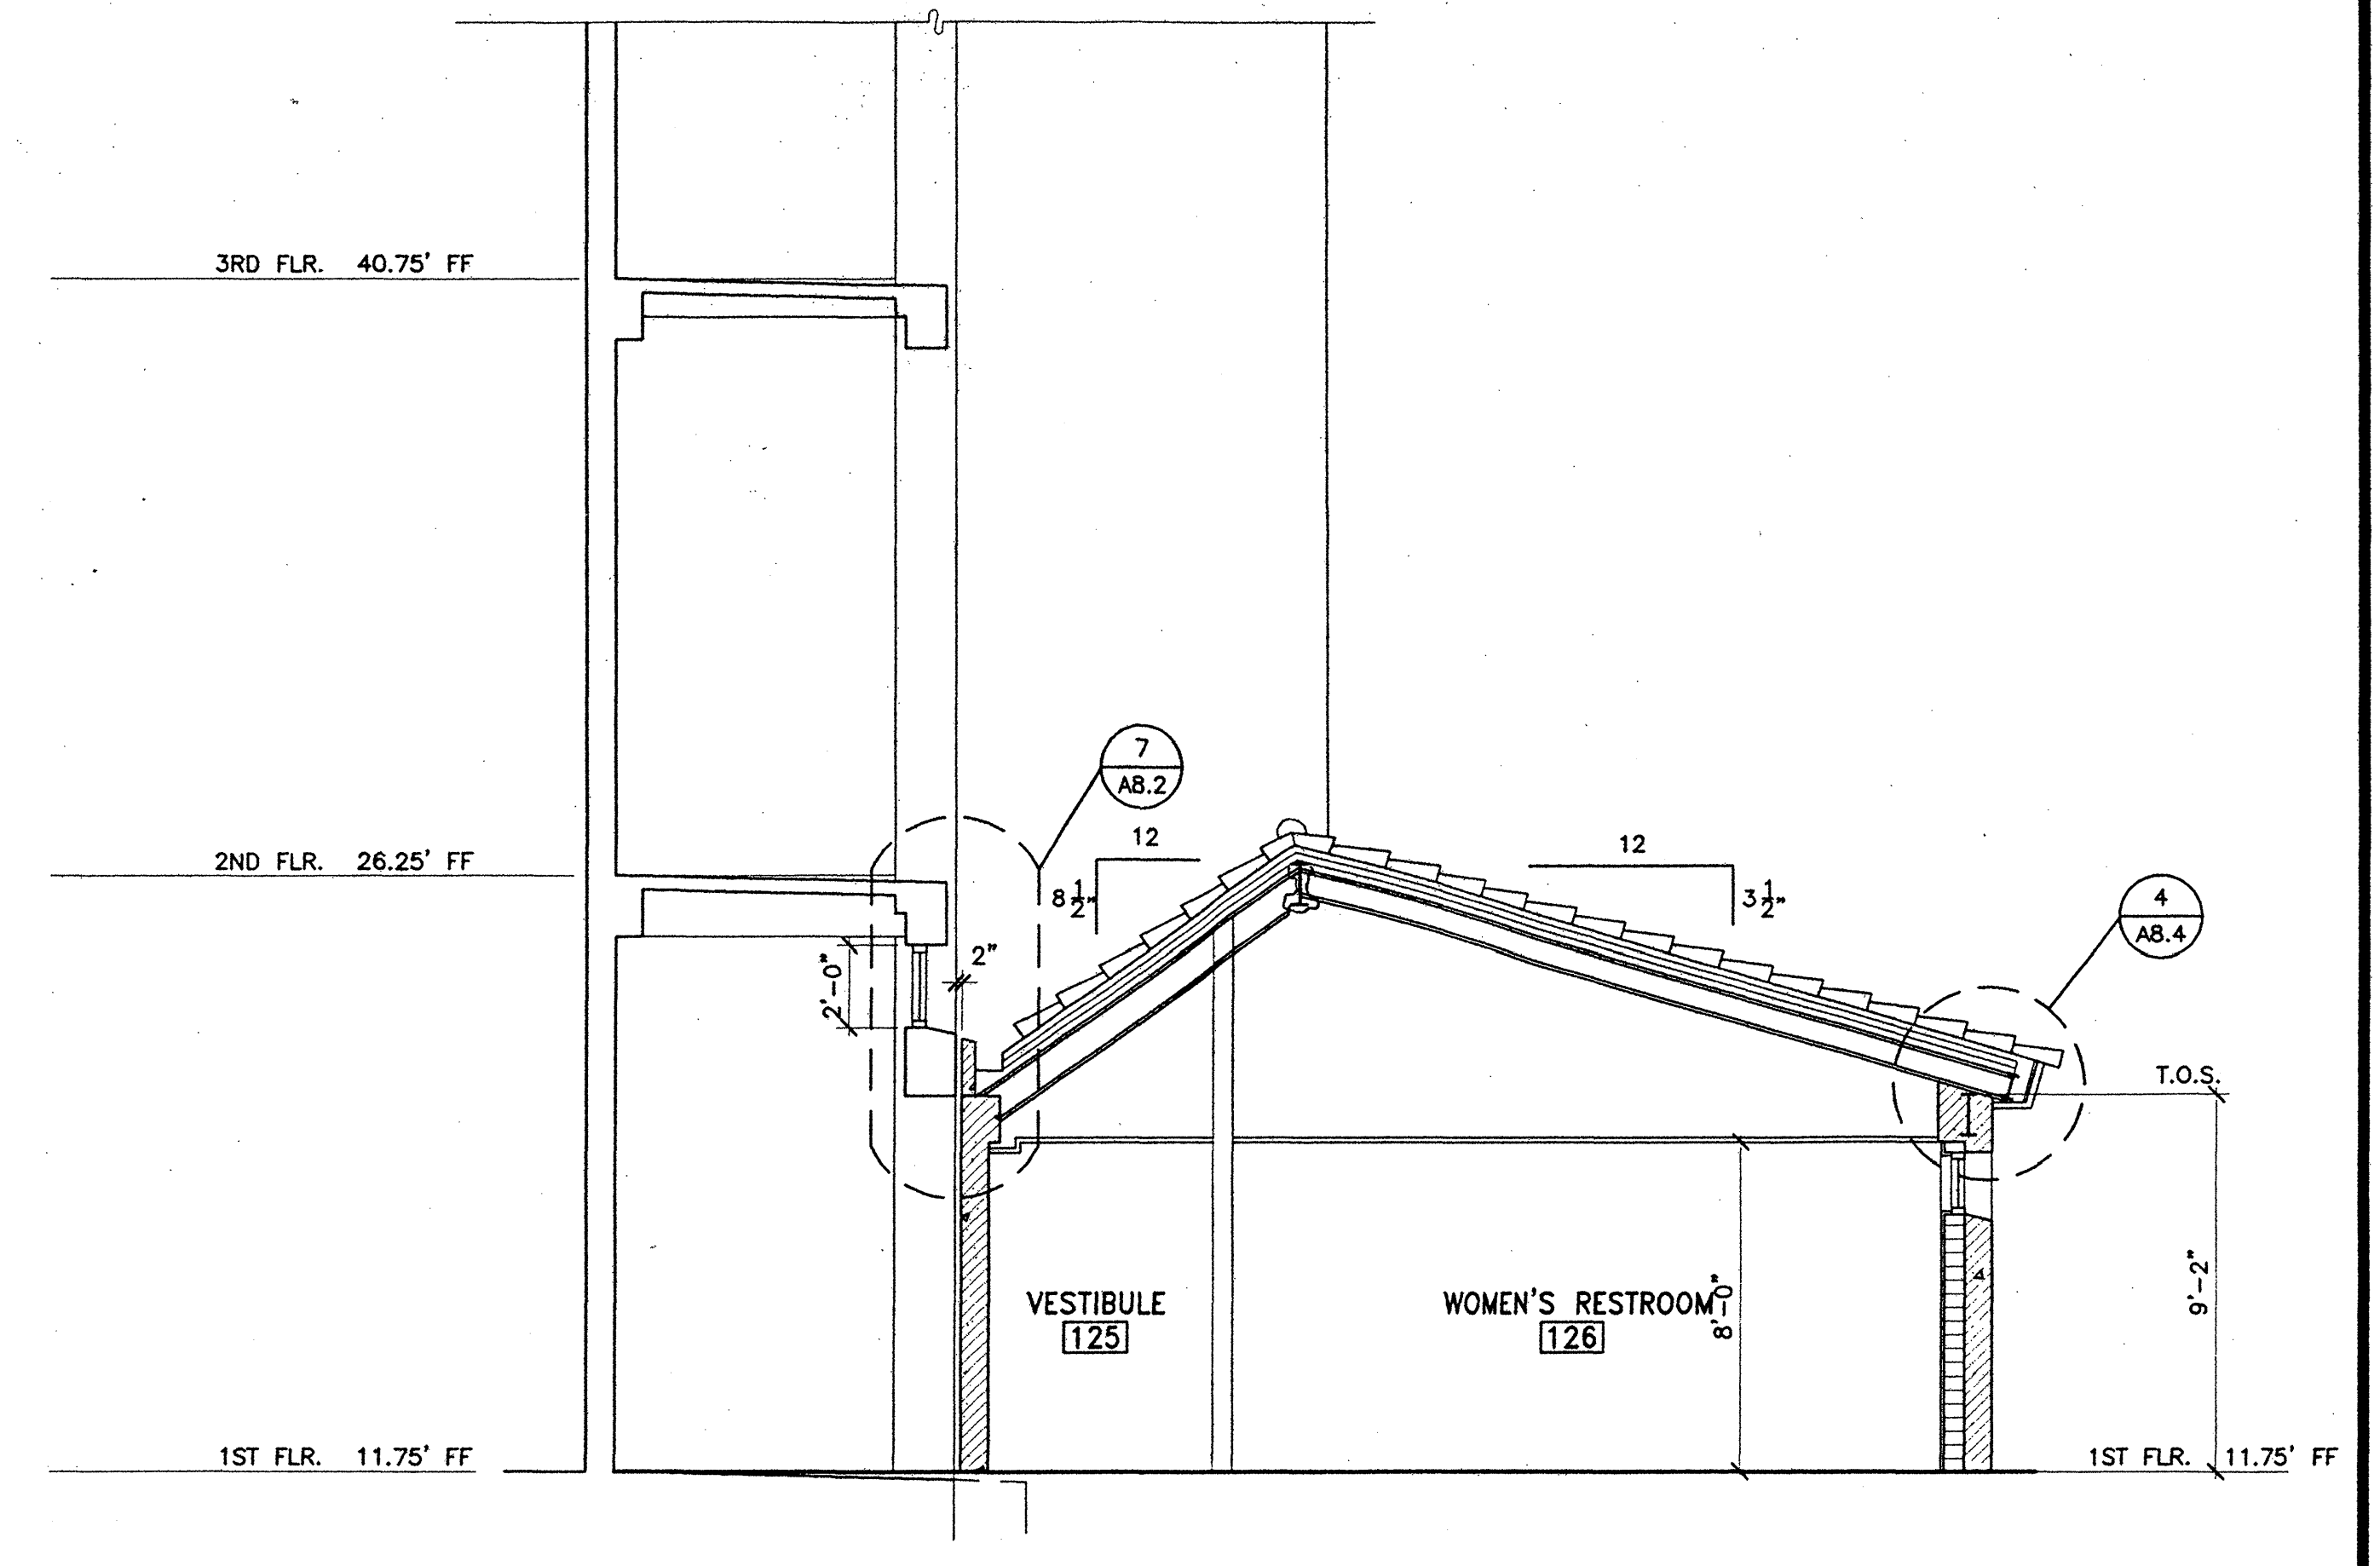 3RD FLR. 40.75' FF
7
A8.2
12
12
2ND FLR. 26.25' FF
8 1/2"
3 1/2"
4
A8.4
2'-0"
2"
T.O.S.
VESTIBULE
125
WOMEN'S RESTROOM
126
8'-0"
9'-2"
1ST FLR. 11.75' FF
1ST FLR. 11.75' FF